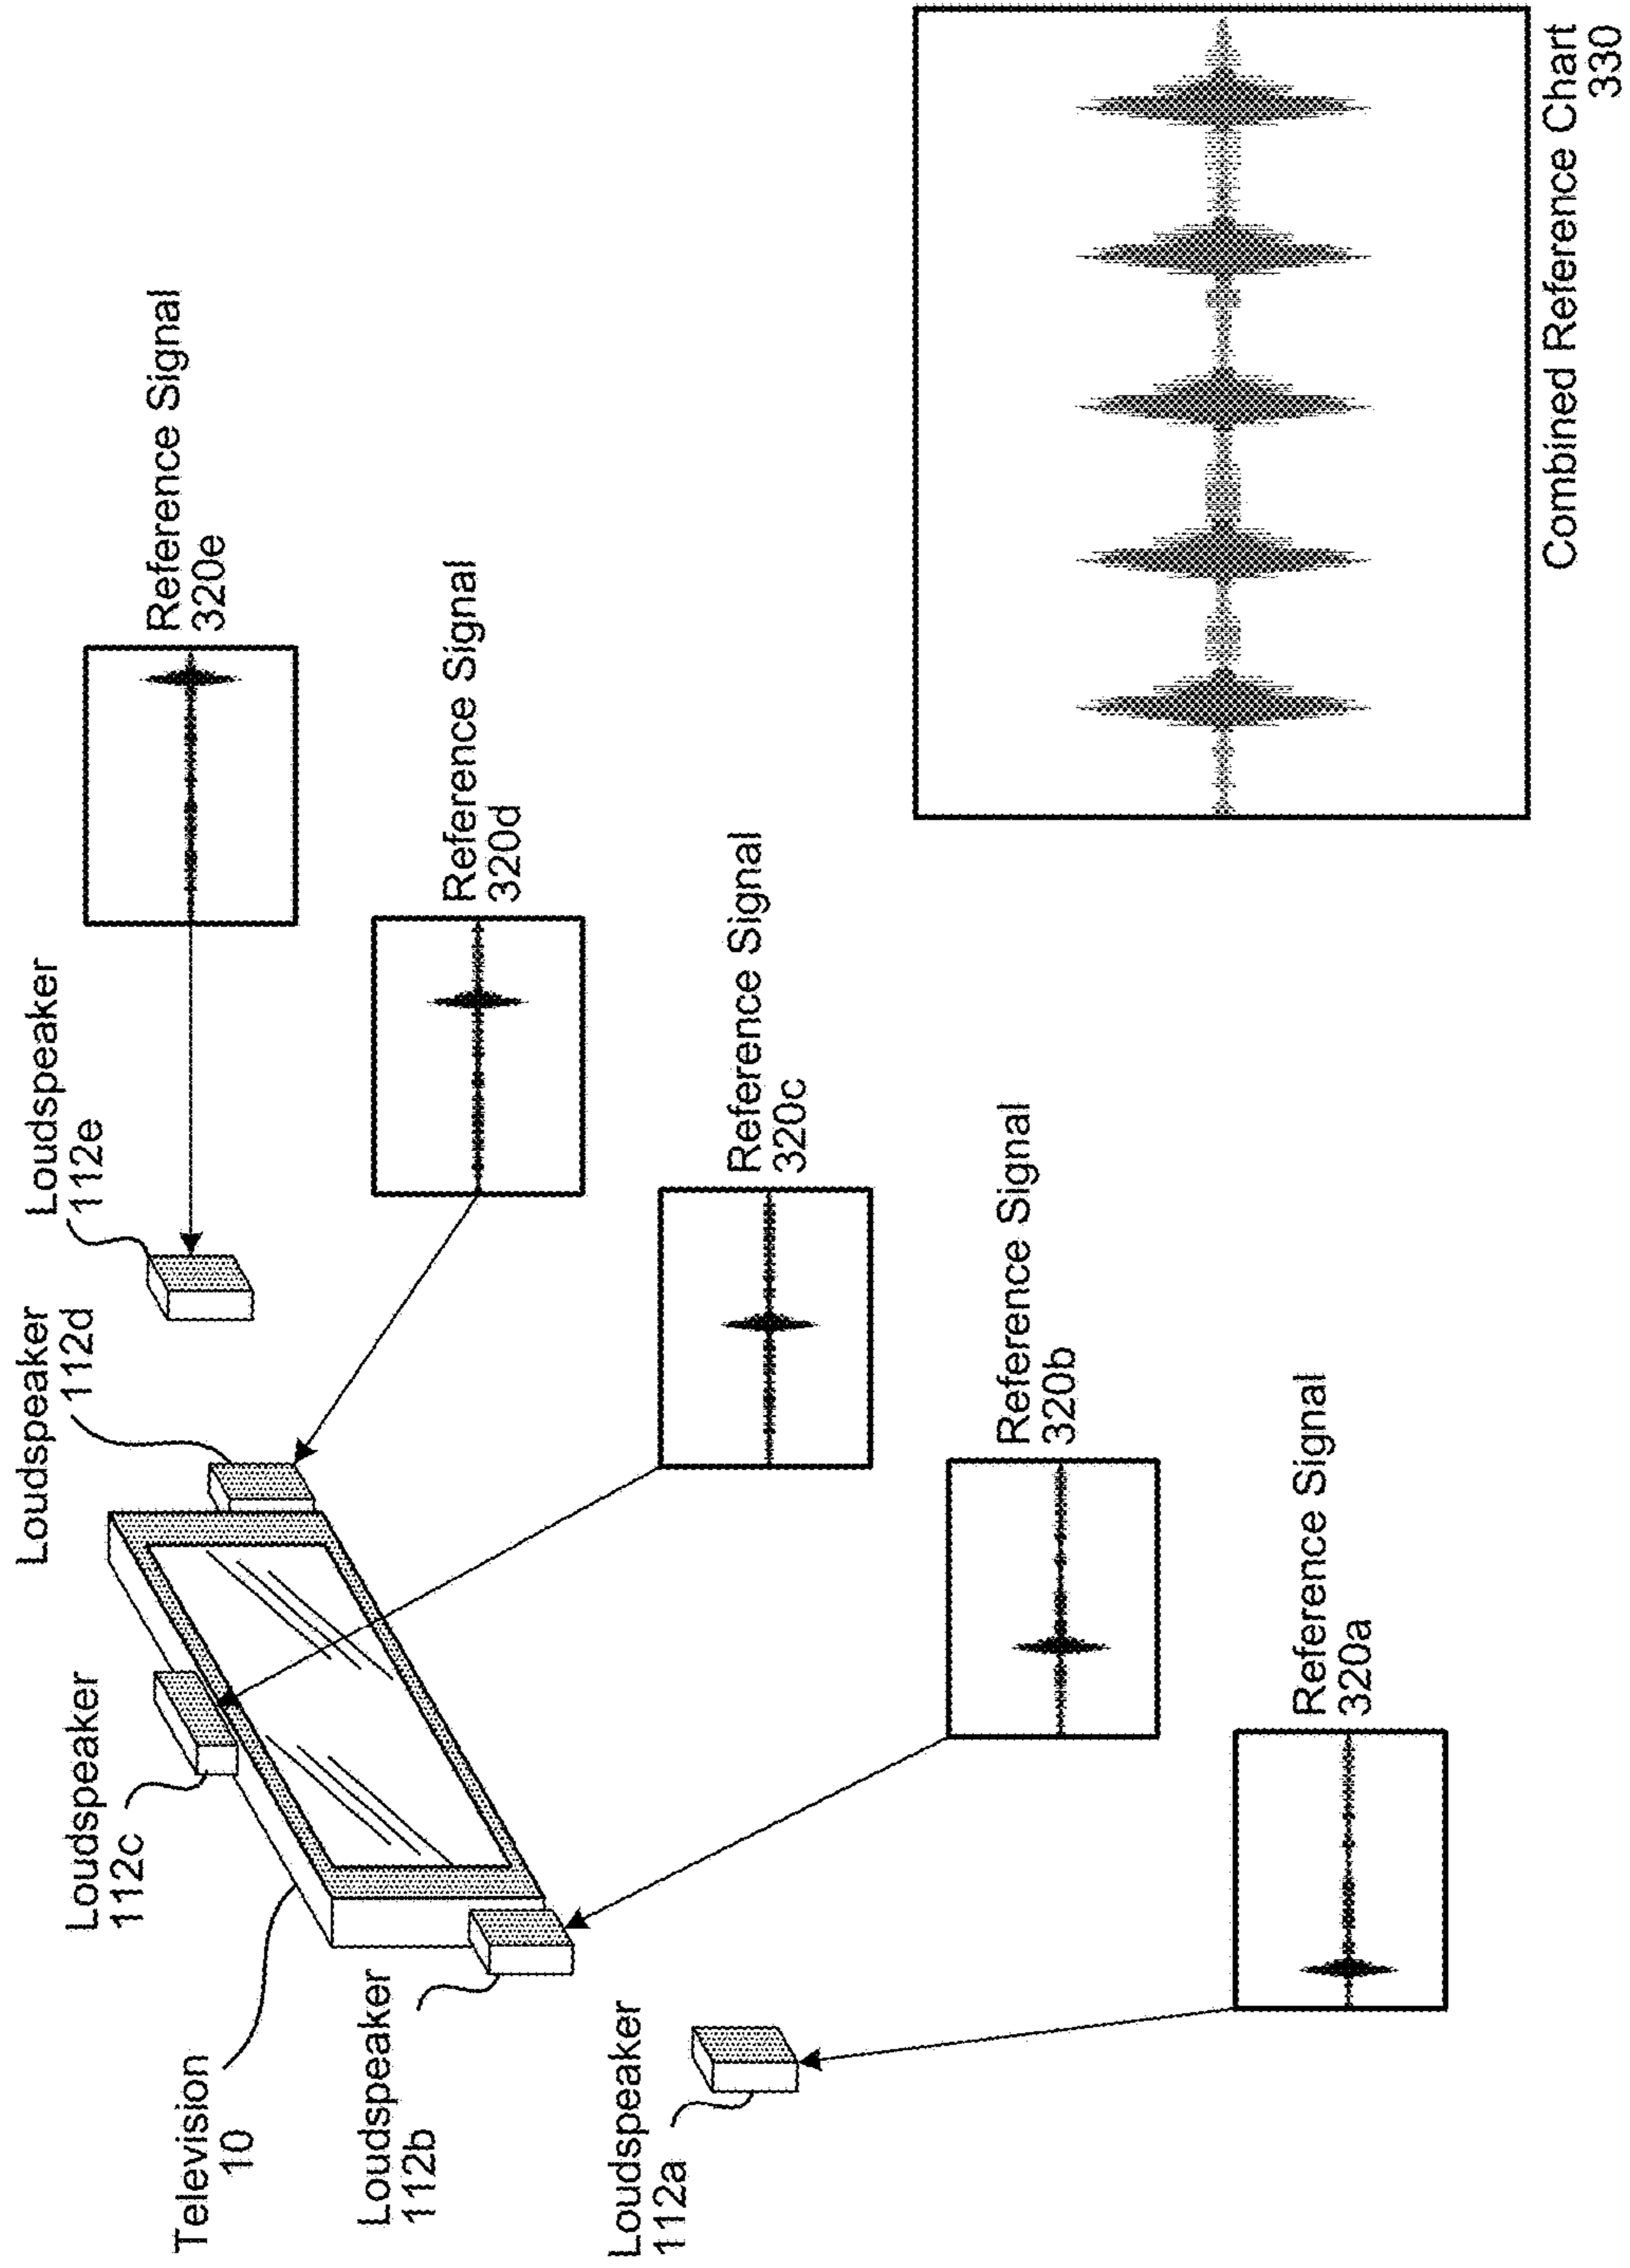 Television
10
Loudspeaker
112c
Loudspeaker
112d
Loudspeaker
112e
Reference Signal
320e
Loudspeaker
112b
Reference Signal
320d
Loudspeaker
112a
Reference Signal
320c
Reference Signal
320b
Reference Signal
320a
Combined Reference Chart
330